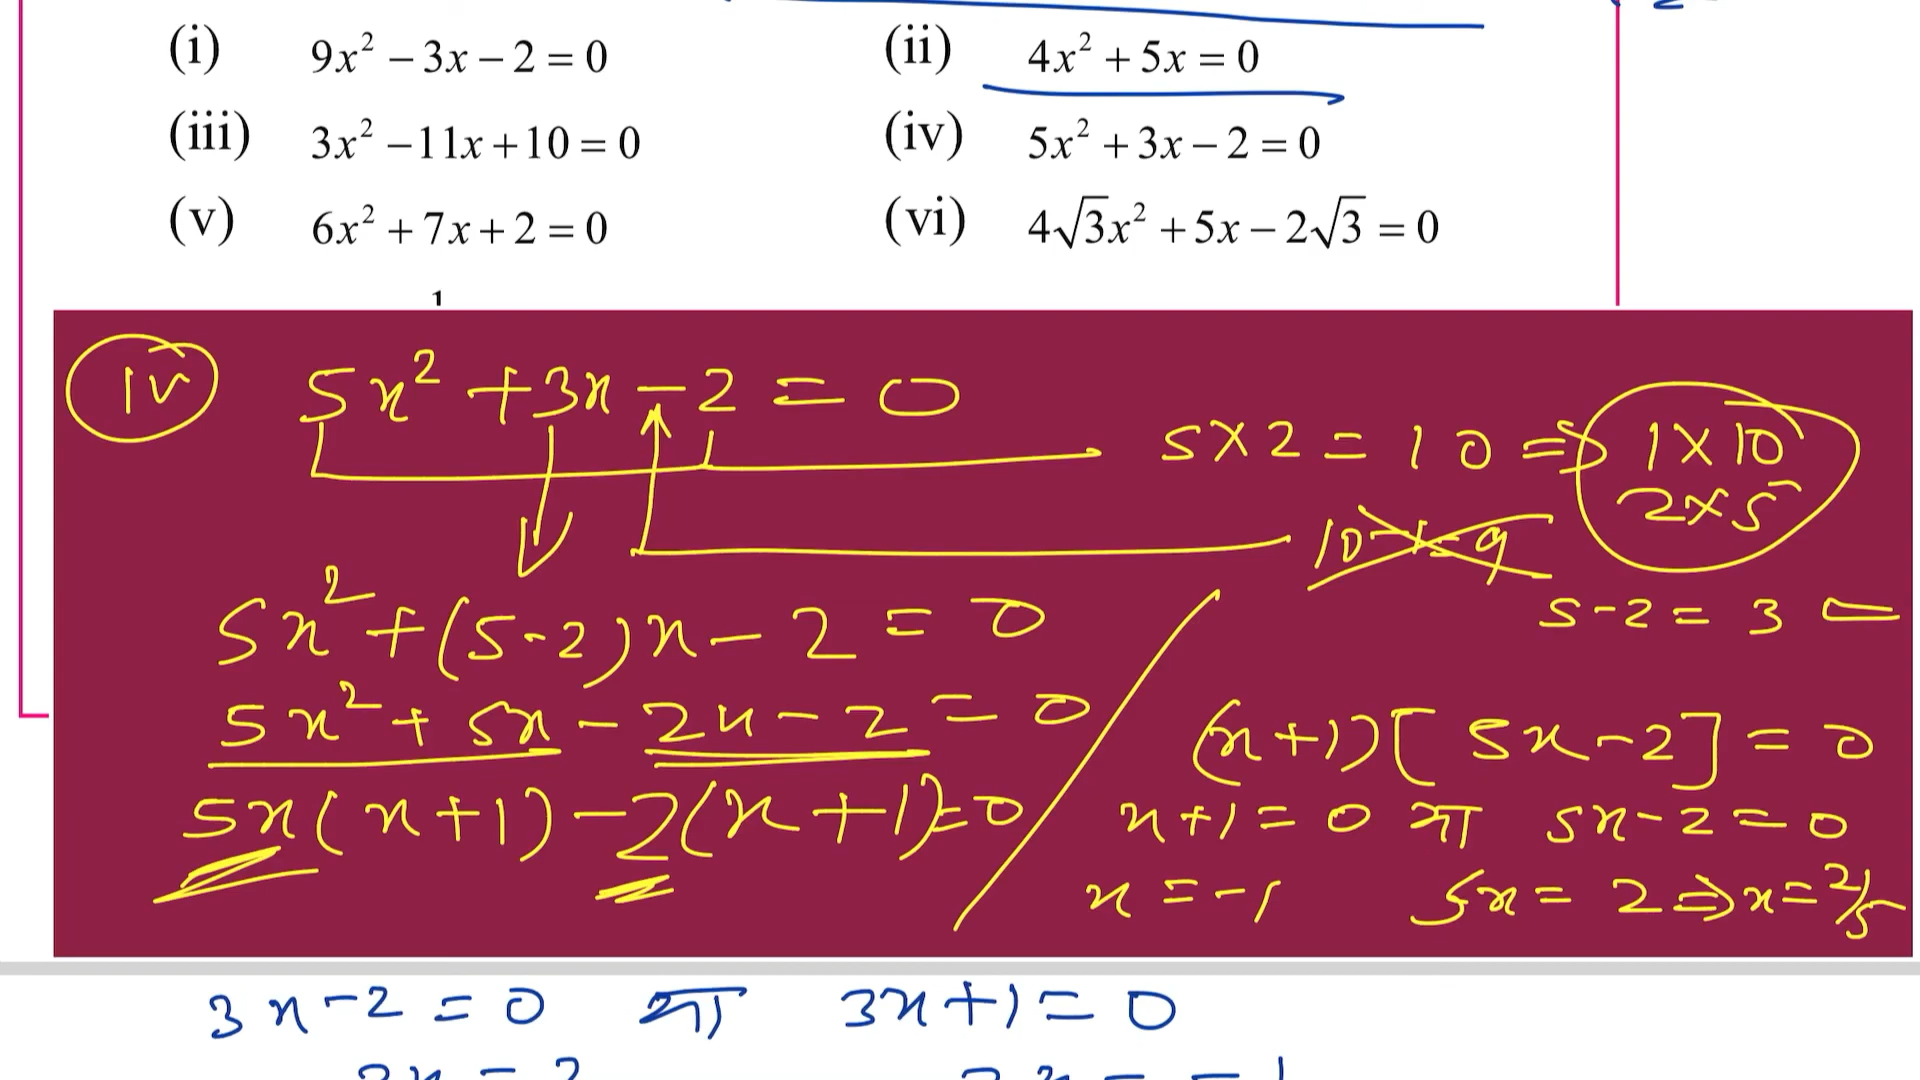 (i) 9x² − 3x − 2 = 0 (ii) 4x² + 5x = 0
(iii) 3x² − 11x + 10 = 0 (iv) 5x² + 3x − 2 = 0
(v) 6x² + 7x + 2 = 0 (vi) 4√3x² + 5x − 2√3 = 0
1
iv 5x² + 3x − 2 = 0
5 × 2 = 10 ⇒ 1 × 10
2 × 5
10 − 1 = 9
5 − 2 = 3
5x² + (5 − 2)x − 2 = 0
5x² + 5x − 2x − 2 = 0
5x(x + 1) − 2(x + 1) = 0
(x + 1)[5x − 2] = 0
x + 1 = 0 या 5x − 2 = 0
x = −1 5x = 2 ⇒ x = 2/5
3x − 2 = 0 या 3x + 1 = 0